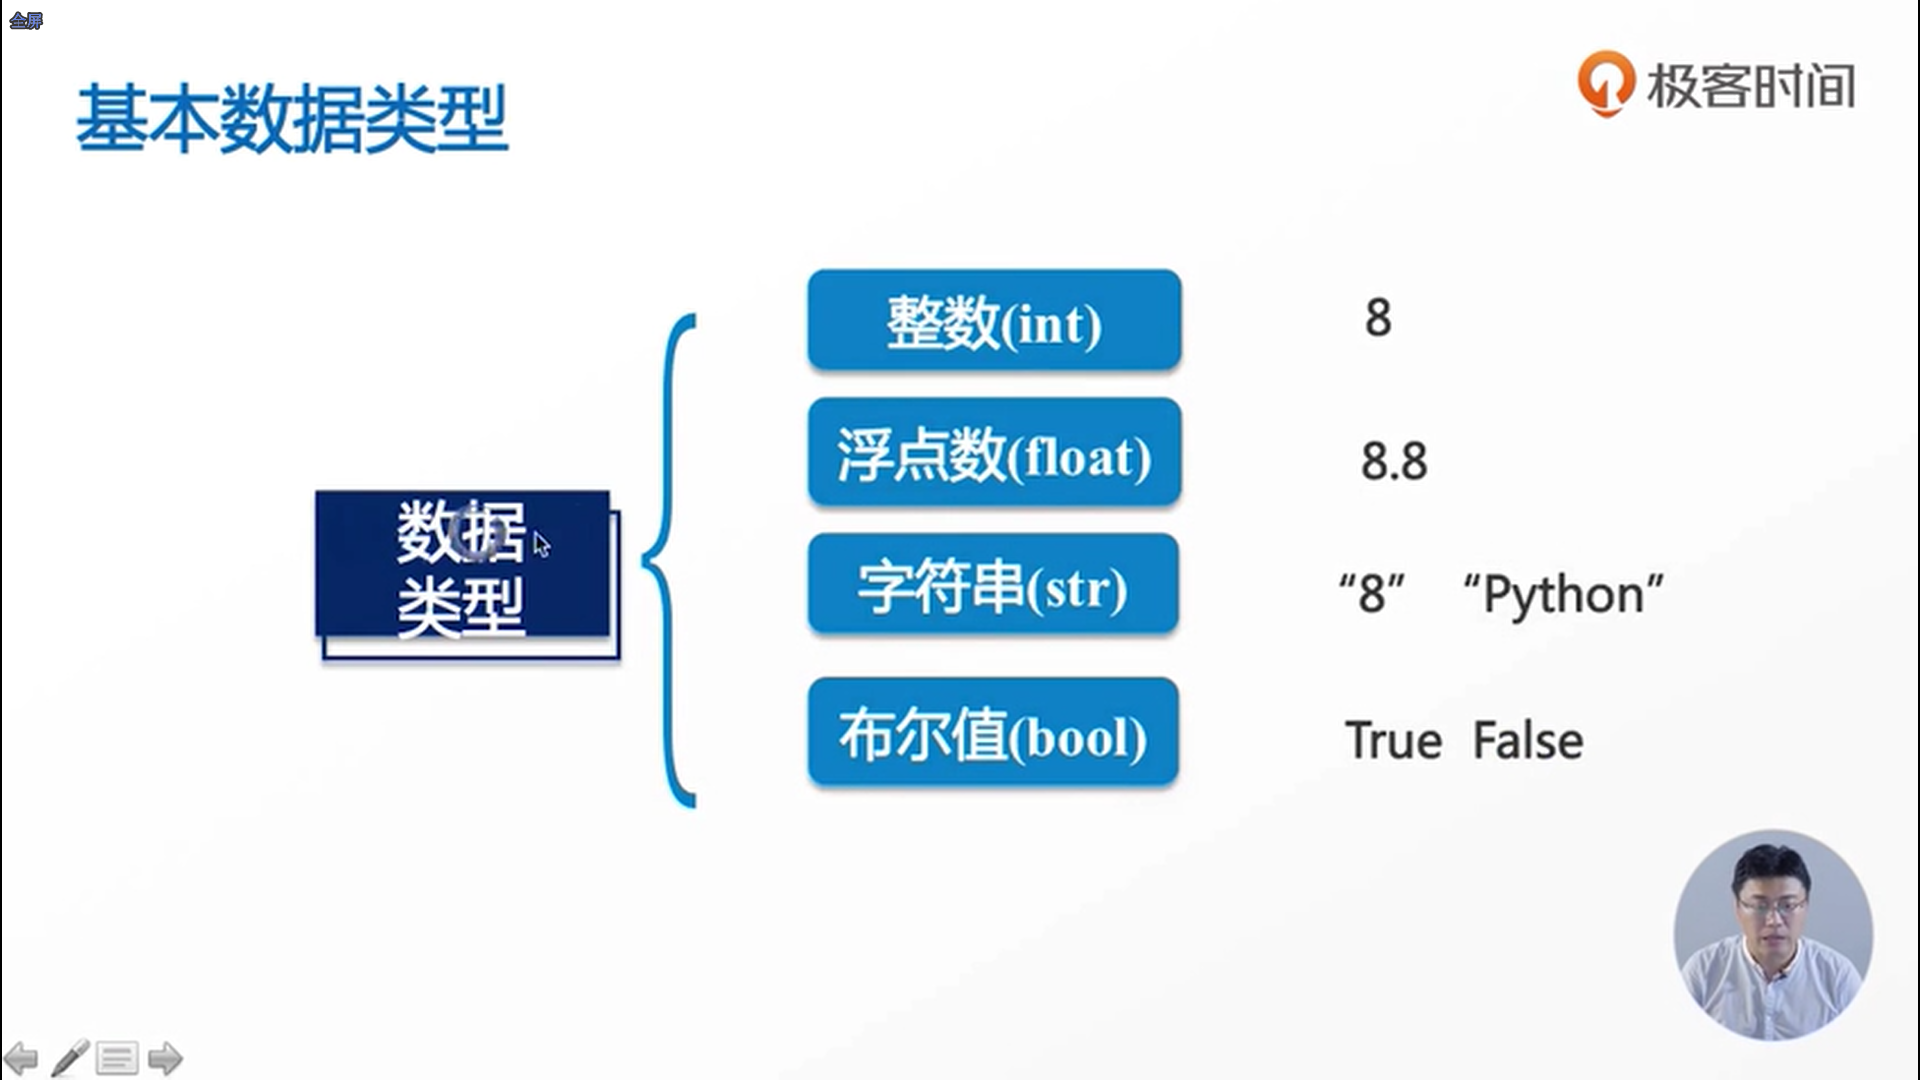 全屏
基本数据类型
极客时间
数据
类型
整数(int)
8
浮点数(float)
8.8
字符串(str)
“8” “Python”
布尔值(bool)
True False